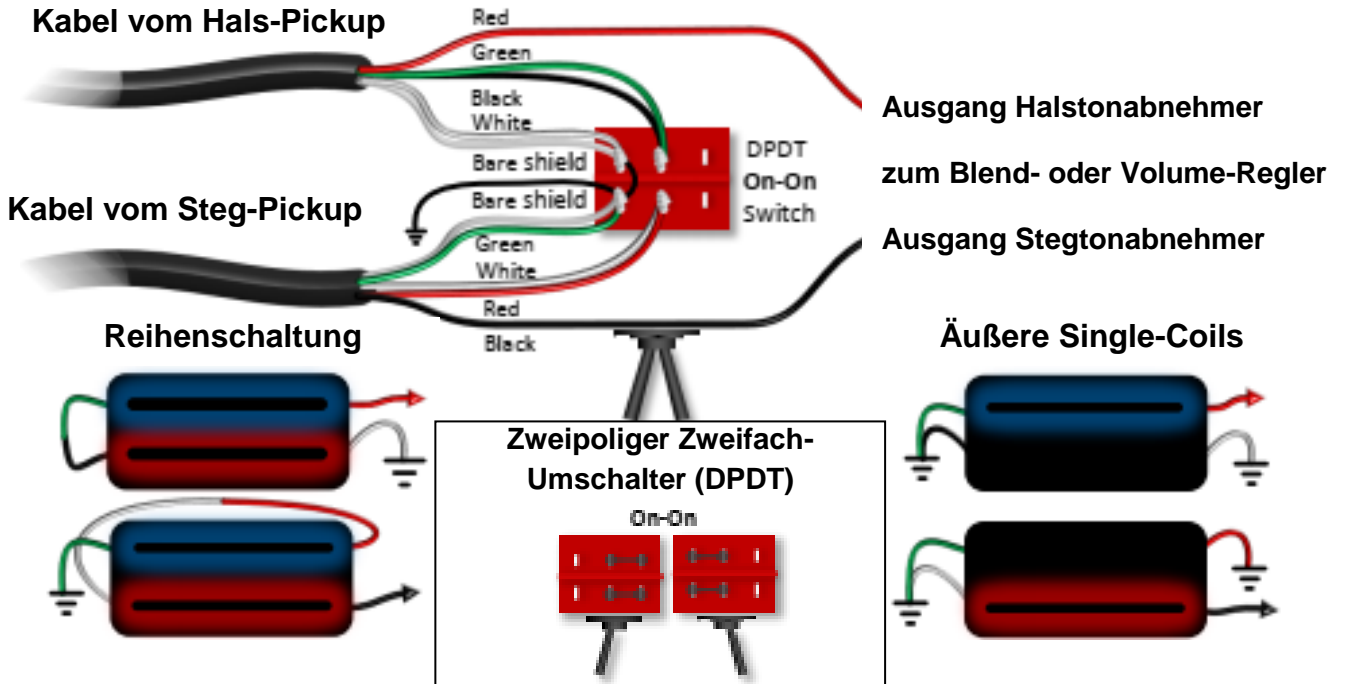 Kabel vom Hals-Pickup
Red
Green
Black
White
Bare shield
Bare shield
Green
White
Red
Black
Kabel vom Steg-Pickup
DPDT
On-On
Switch
Ausgang Halstonabnehmer
zum Blend- oder Volume-Regler
Ausgang Stegtonabnehmer
Reihenschaltung
Äußere Single-Coils
Zweipoliger Zweifach-
Umschalter (DPDT)
On-On